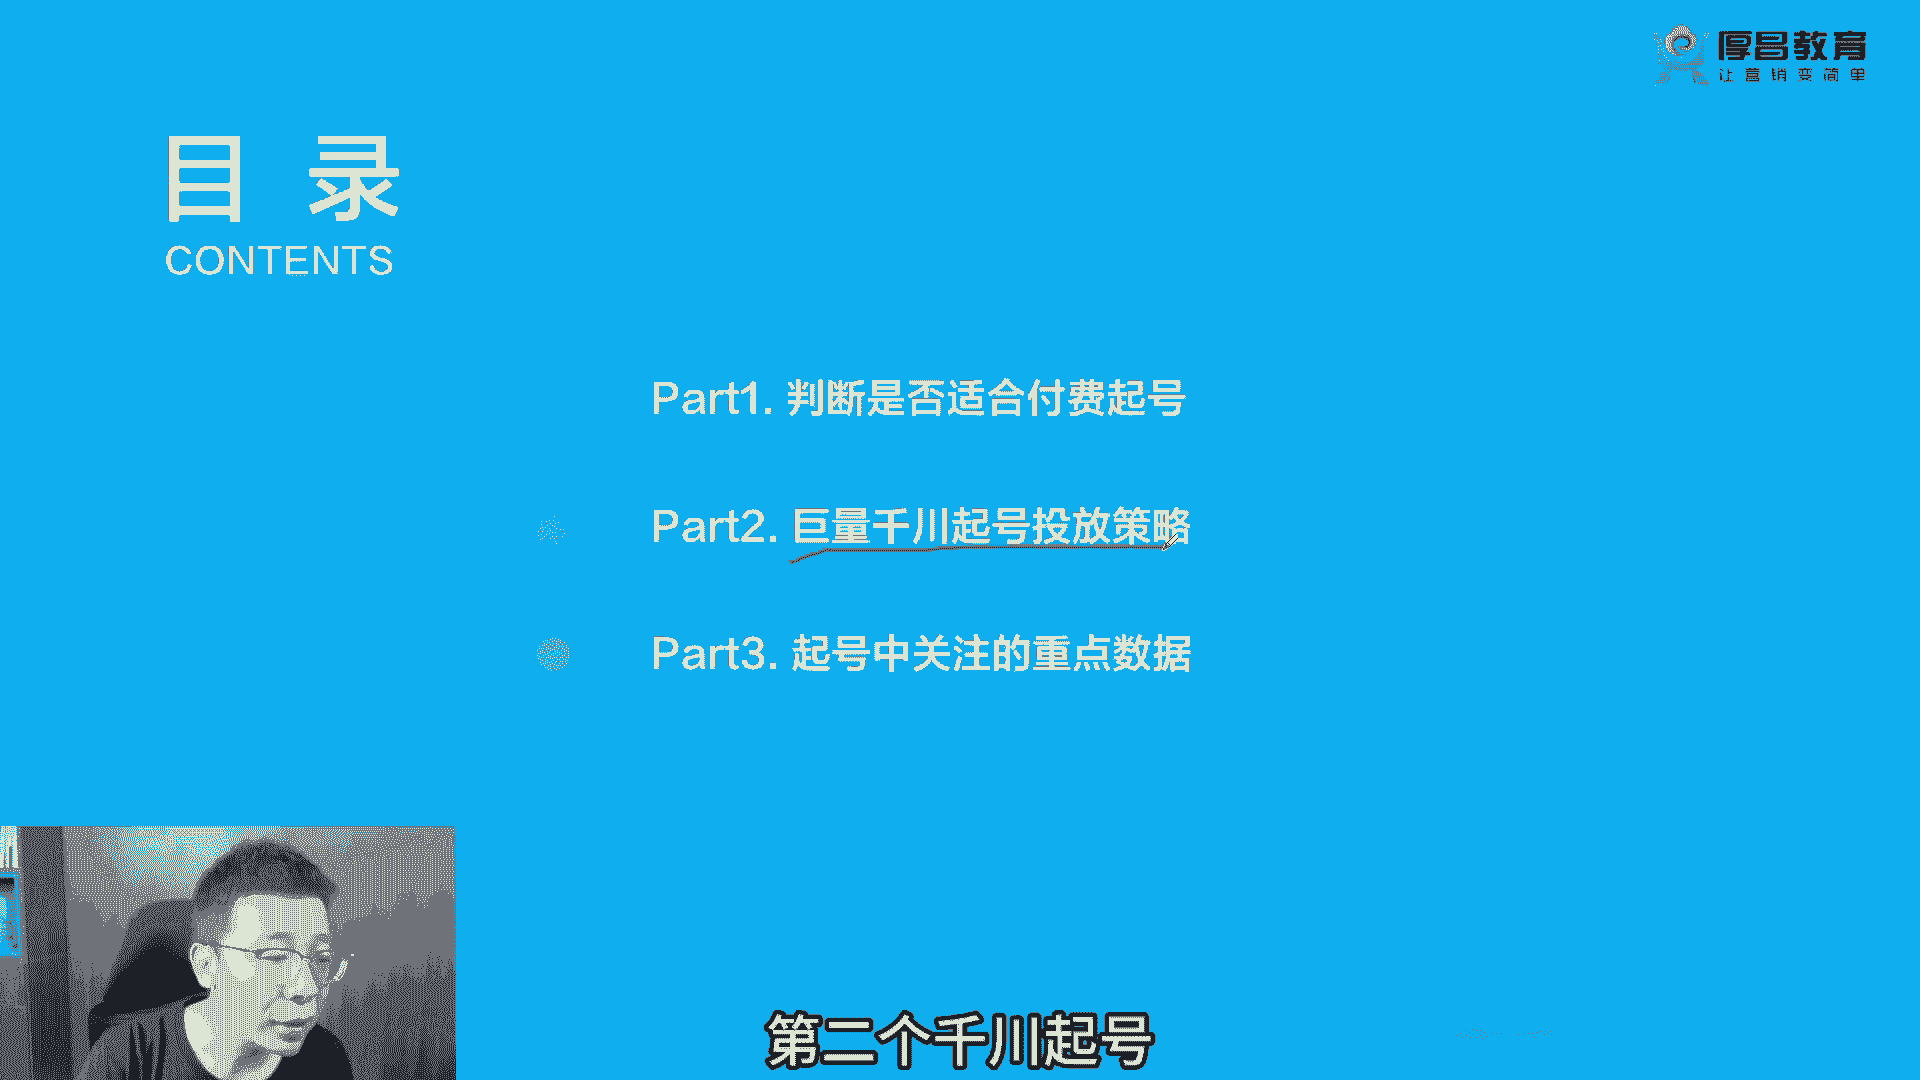 厚昌教育
让营销变简单
目录
CONTENTS
Part1. 判断是否适合付费起号
Part2. 巨量千川起号投放策略
Part3. 起号中关注的重点数据
第二个千川起号